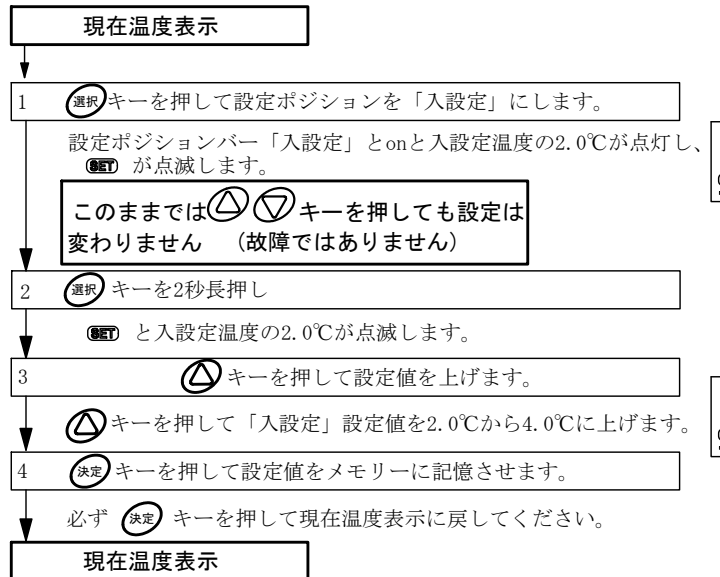 現在温度表示
1 選択キーを押して設定ポジションを「入設定」にします。
設定ポジションバー「入設定」とonと入設定温度の2.0℃が点灯し、
SET が点滅します。
このままでは△▽キーを押しても設定は
変わりません （故障ではありません）
2 選択キーを2秒長押し
SET と入設定温度の2.0℃が点滅します。
3 △キーを押して設定値を上げます。
△キーを押して「入設定」設定値を2.0℃から4.0℃に上げます。
4 決定キーを押して設定値をメモリーに記憶させます。
必ず 決定 キーを押して現在温度表示に戻してください。
現在温度表示